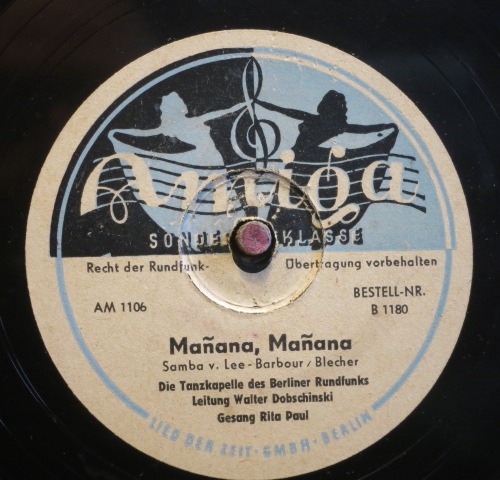 Amiga
SONDERKLASSE
Recht der Rundfunk- Übertragung vorbehalten
AM 1106
BESTELL-NR.
B 1180
Mañana, Mañana
Samba v. Lee-Barbour / Blecher
Die Tanzkapelle des Berliner Rundfunks
Leitung Walter Dobschinski
Gesang Rita Paul
LIED DER ZEIT · GMBH · BERLIN